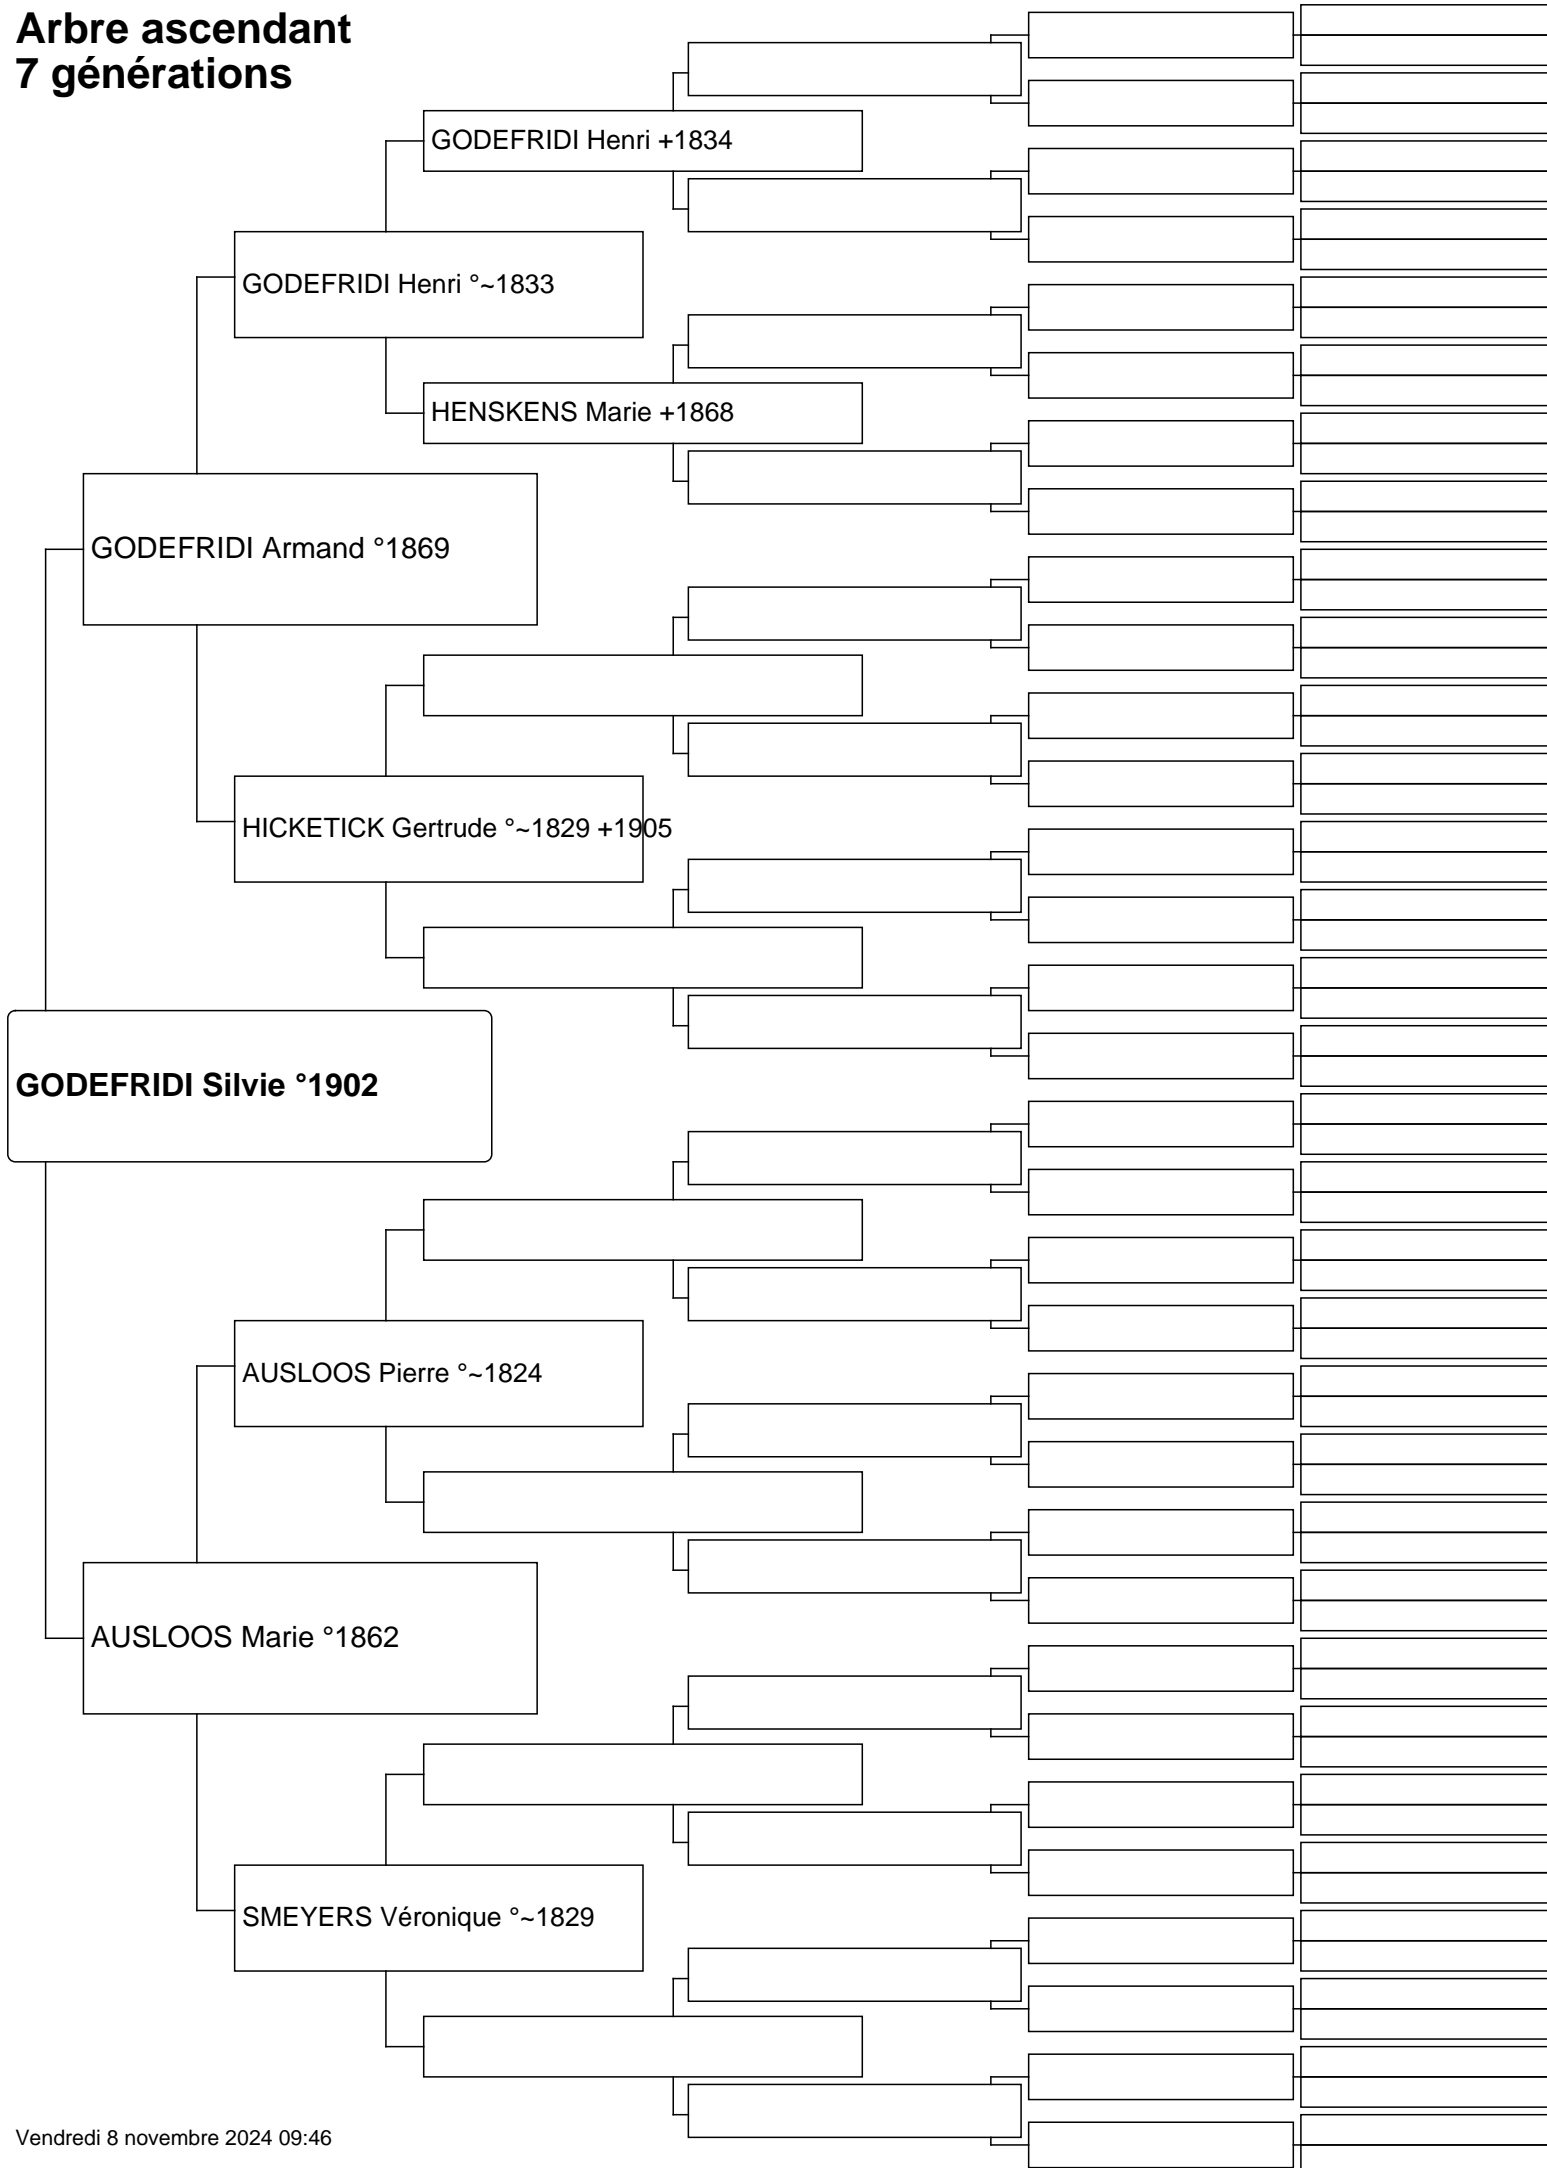 Arbre ascendant
7 générations
GODEFRIDI Henri +1834
GODEFRIDI Henri °~1833
HENSKENS Marie +1868
GODEFRIDI Armand °1869
HICKETICK Gertrude °~1829 +1905
GODEFRIDI Silvie °1902
AUSLOOS Pierre °~1824
AUSLOOS Marie °1862
SMEYERS Véronique °~1829
Vendredi 8 novembre 2024 09:46